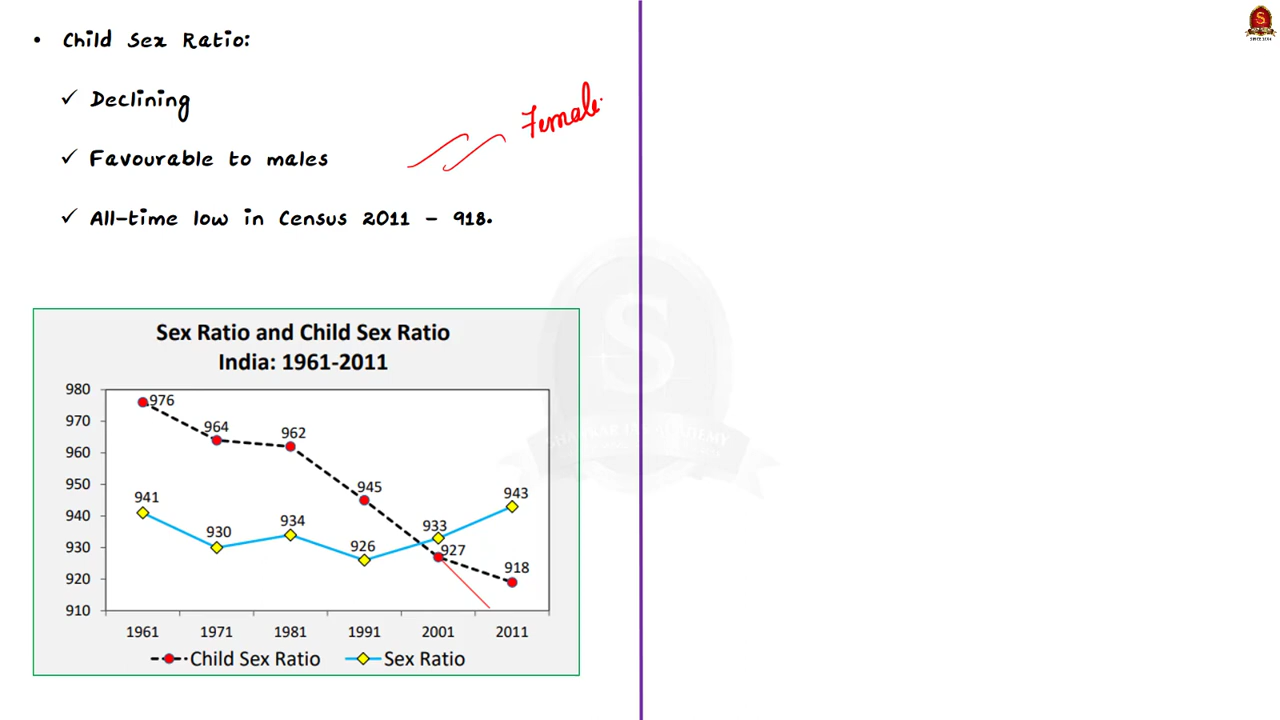 • Child Sex Ratio:
✓ Declining
Female
✓ Favourable to males
✓ All-time low in Census 2011 - 918.
Sex Ratio and Child Sex Ratio
India: 1961-2011
980
970
960
950
940
930
920
910
976
964
962
945
927
918
941
930
934
926
933
943
1961 1971 1981 1991 2001 2011
Child Sex Ratio Sex Ratio
S